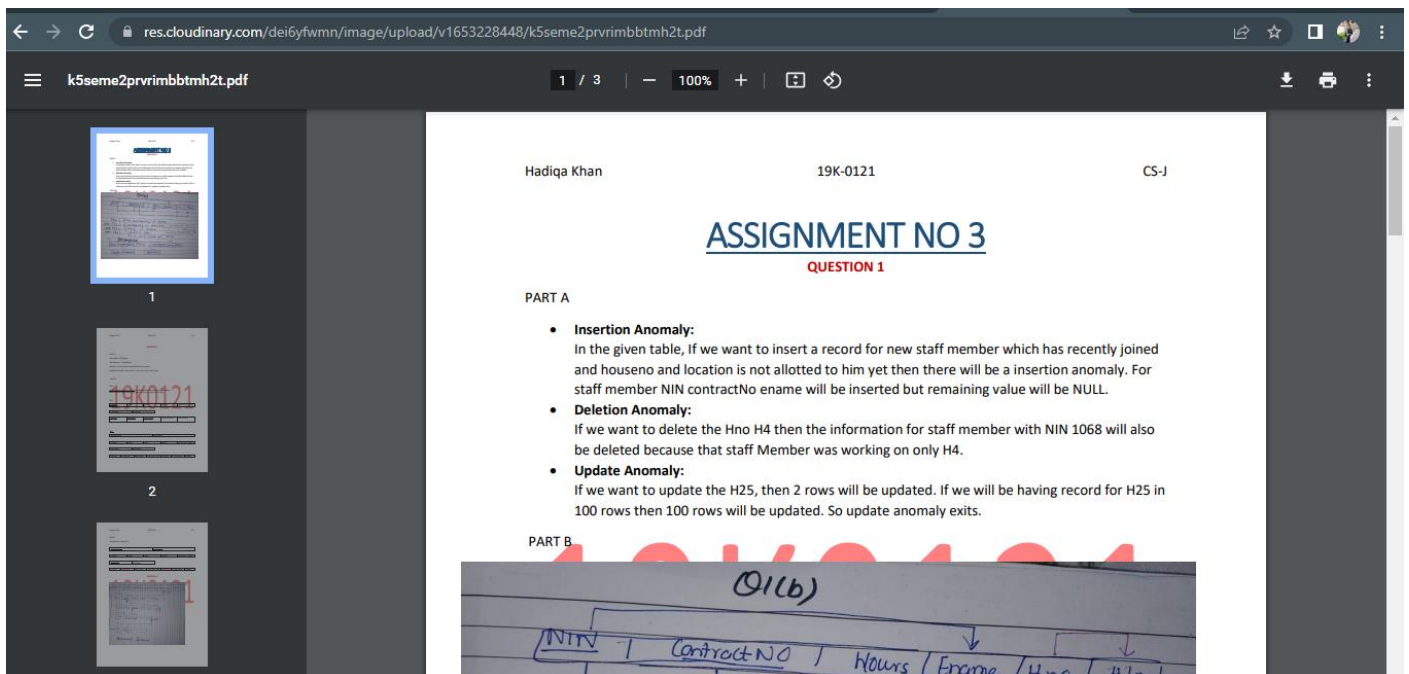 res.cloudinary.com/dei6yfwmn/image/upload/v1653228448/k5seme2prvrimbbtmh2t.pdf
k5seme2prvrimbbtmh2t.pdf
1 / 3
100%
1
2
Hadiqa Khan 19K-0121 CS-J
ASSIGNMENT NO 3
QUESTION 1
PART A
• Insertion Anomaly:
In the given table, If we want to insert a record for new staff member which has recently joined
and houseno and location is not allotted to him yet then there will be a insertion anomaly. For
staff member NIN contractNo ename will be inserted but remaining value will be NULL.
• Deletion Anomaly:
If we want to delete the Hno H4 then the information for staff member with NIN 1068 will also
be deleted because that staff Member was working on only H4.
• Update Anomaly:
If we want to update the H25, then 2 rows will be updated. If we will be having record for H25 in
100 rows then 100 rows will be updated. So update anomaly exits.
PART B
19K0121
Q1(b)
NIN | ContractNO | Hours | Ename | Hno